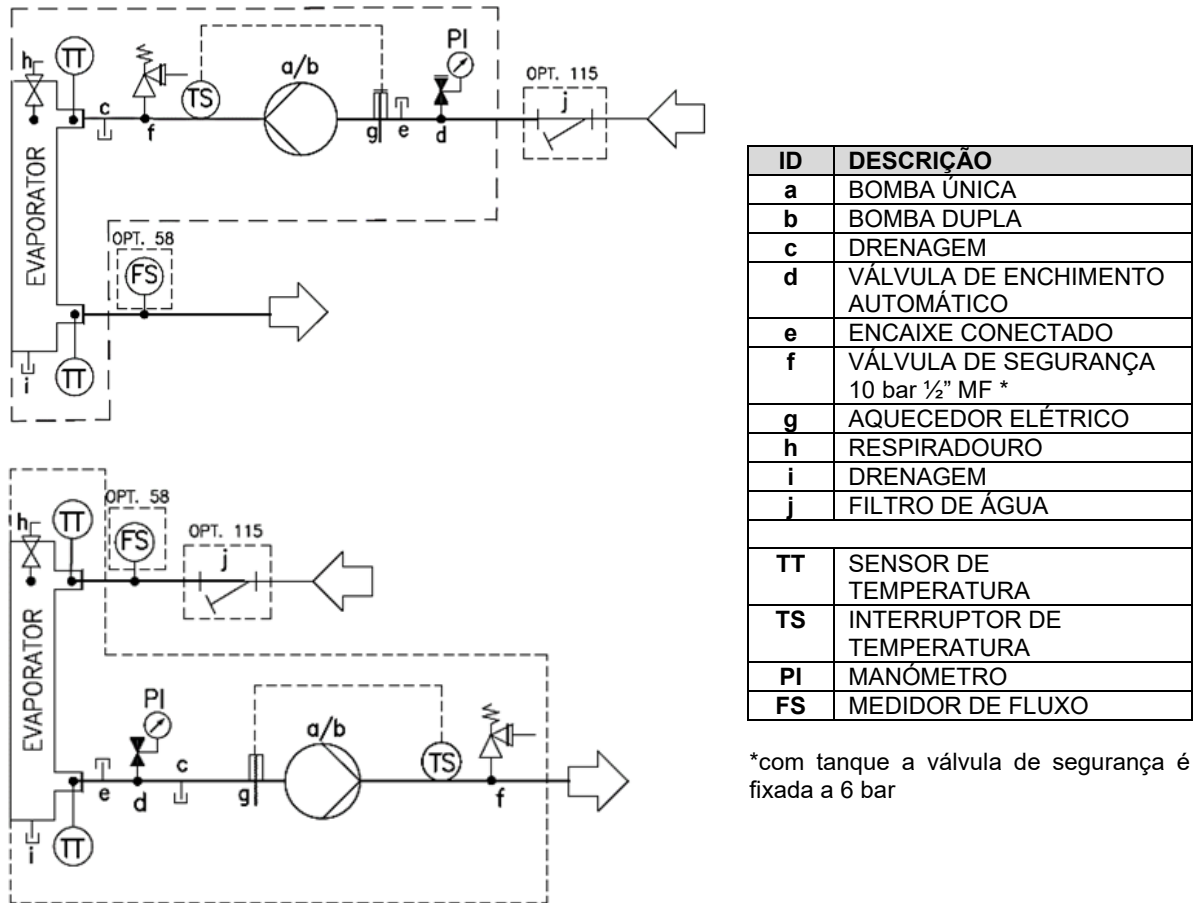 PI
h
TT
a/b
OPT. 115
j
c
TS
f
g
e
d
EVAPORATOR
OPT. 58
FS
i
TT
OPT. 58
h
TT
FS
OPT. 115
j
EVAPORATOR
PI
a/b
c
TS
e
d
g
f
i
TT
ID DESCRIÇÃO
a BOMBA ÚNICA
b BOMBA DUPLA
c DRENAGEM
d VÁLVULA DE ENCHIMENTO
AUTOMÁTICO
e ENCAIXE CONECTADO
f VÁLVULA DE SEGURANÇA
10 bar ½” MF *
g AQUECEDOR ELÉTRICO
h RESPIRADOURO
i DRENAGEM
j FILTRO DE ÁGUA
TT SENSOR DE
TEMPERATURA
TS INTERRUPTOR DE
TEMPERATURA
PI MANÓMETRO
FS MEDIDOR DE FLUXO
*com tanque a válvula de segurança é
fixada a 6 bar